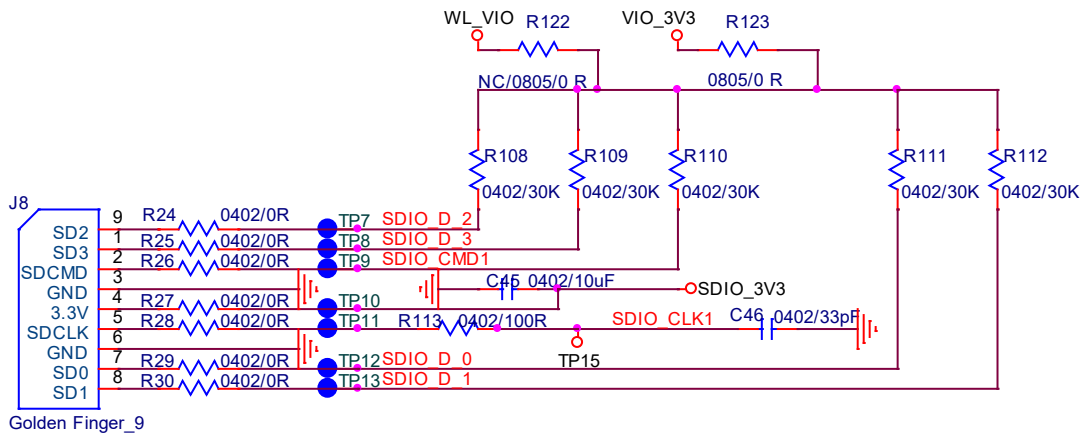 WL_VIO R122 VIO_3V3 R123
NC/0805/0 R 0805/0 R
R108 R109 R110 R111 R112
0402/30K 0402/30K 0402/30K 0402/30K 0402/30K
J8
SD2 9 R24 0402/0R TP7 SDIO_D_2
SD3 1 R25 0402/0R TP8 SDIO_D_3
SDCMD 2 R26 0402/0R TP9 SDIO_CMD1
GND 3 C45 0402/10uF SDIO_3V3
3.3V 4 R27 0402/0R TP10
SDCLK 5 R28 0402/0R TP11 R113 0402/100R SDIO_CLK1 C46 0402/33pF
GND 6 TP15
SD0 7 R29 0402/0R TP12 SDIO_D_0
SD1 8 R30 0402/0R TP13 SDIO_D_1
Golden Finger_9